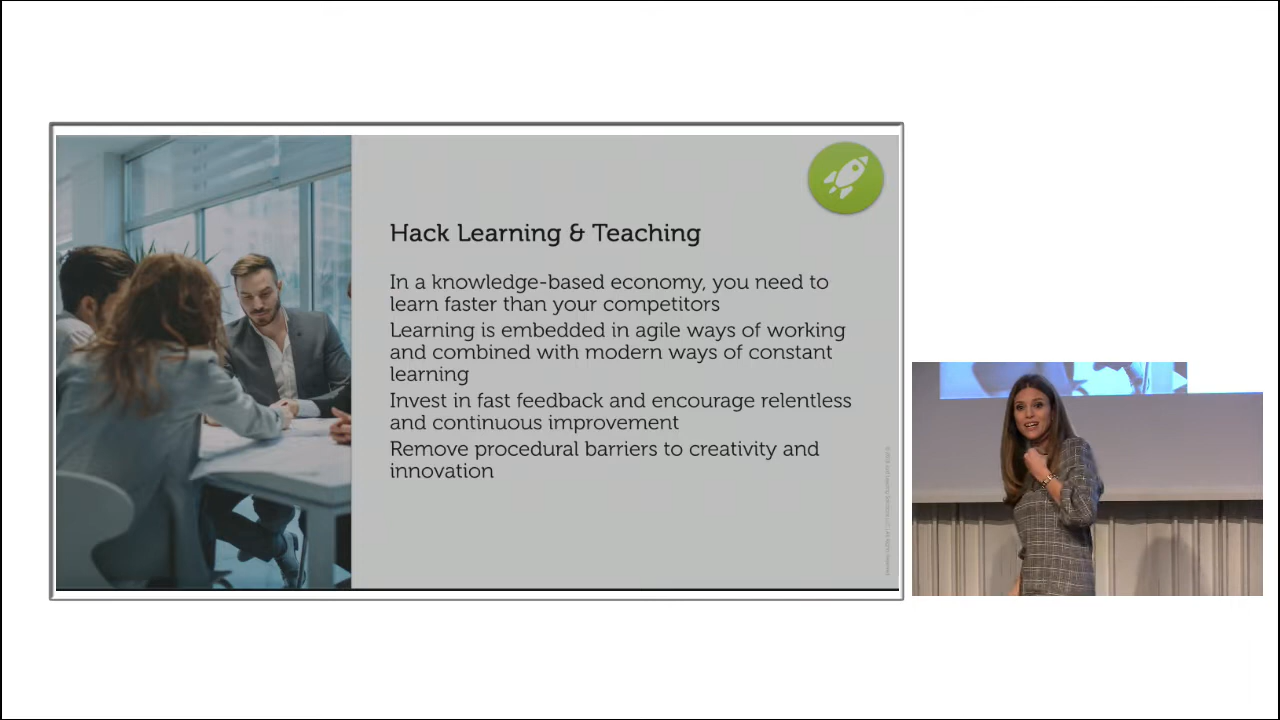 Hack Learning & Teaching
In a knowledge-based economy, you need to
learn faster than your competitors
Learning is embedded in agile ways of working
and combined with modern ways of constant
learning
Invest in fast feedback and encourage relentless
and continuous improvement
Remove procedural barriers to creativity and
innovation